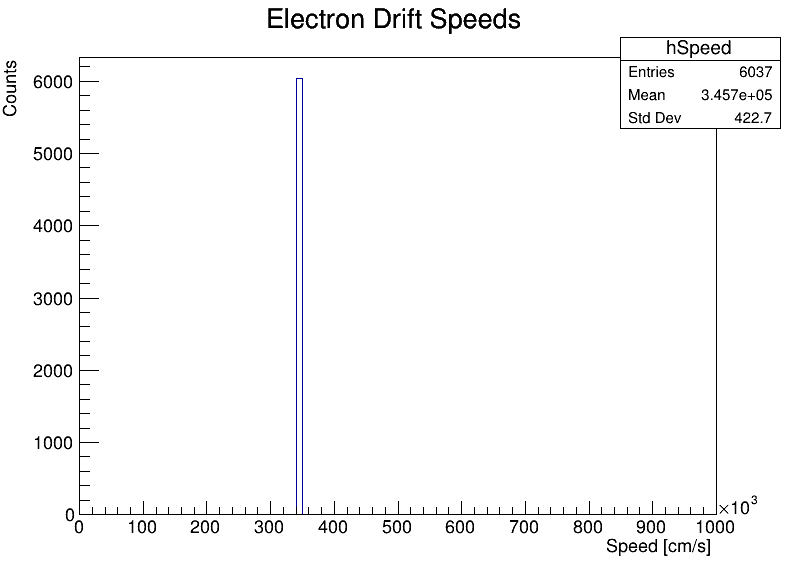 Electron Drift Speeds
hSpeed
Entries 6037
Mean 3.457e+05
Std Dev 422.7
Counts
6000
5000
4000
3000
2000
1000
0
0 100 200 300 400 500 600 700 800 900 1000
×10³
Speed [cm/s]